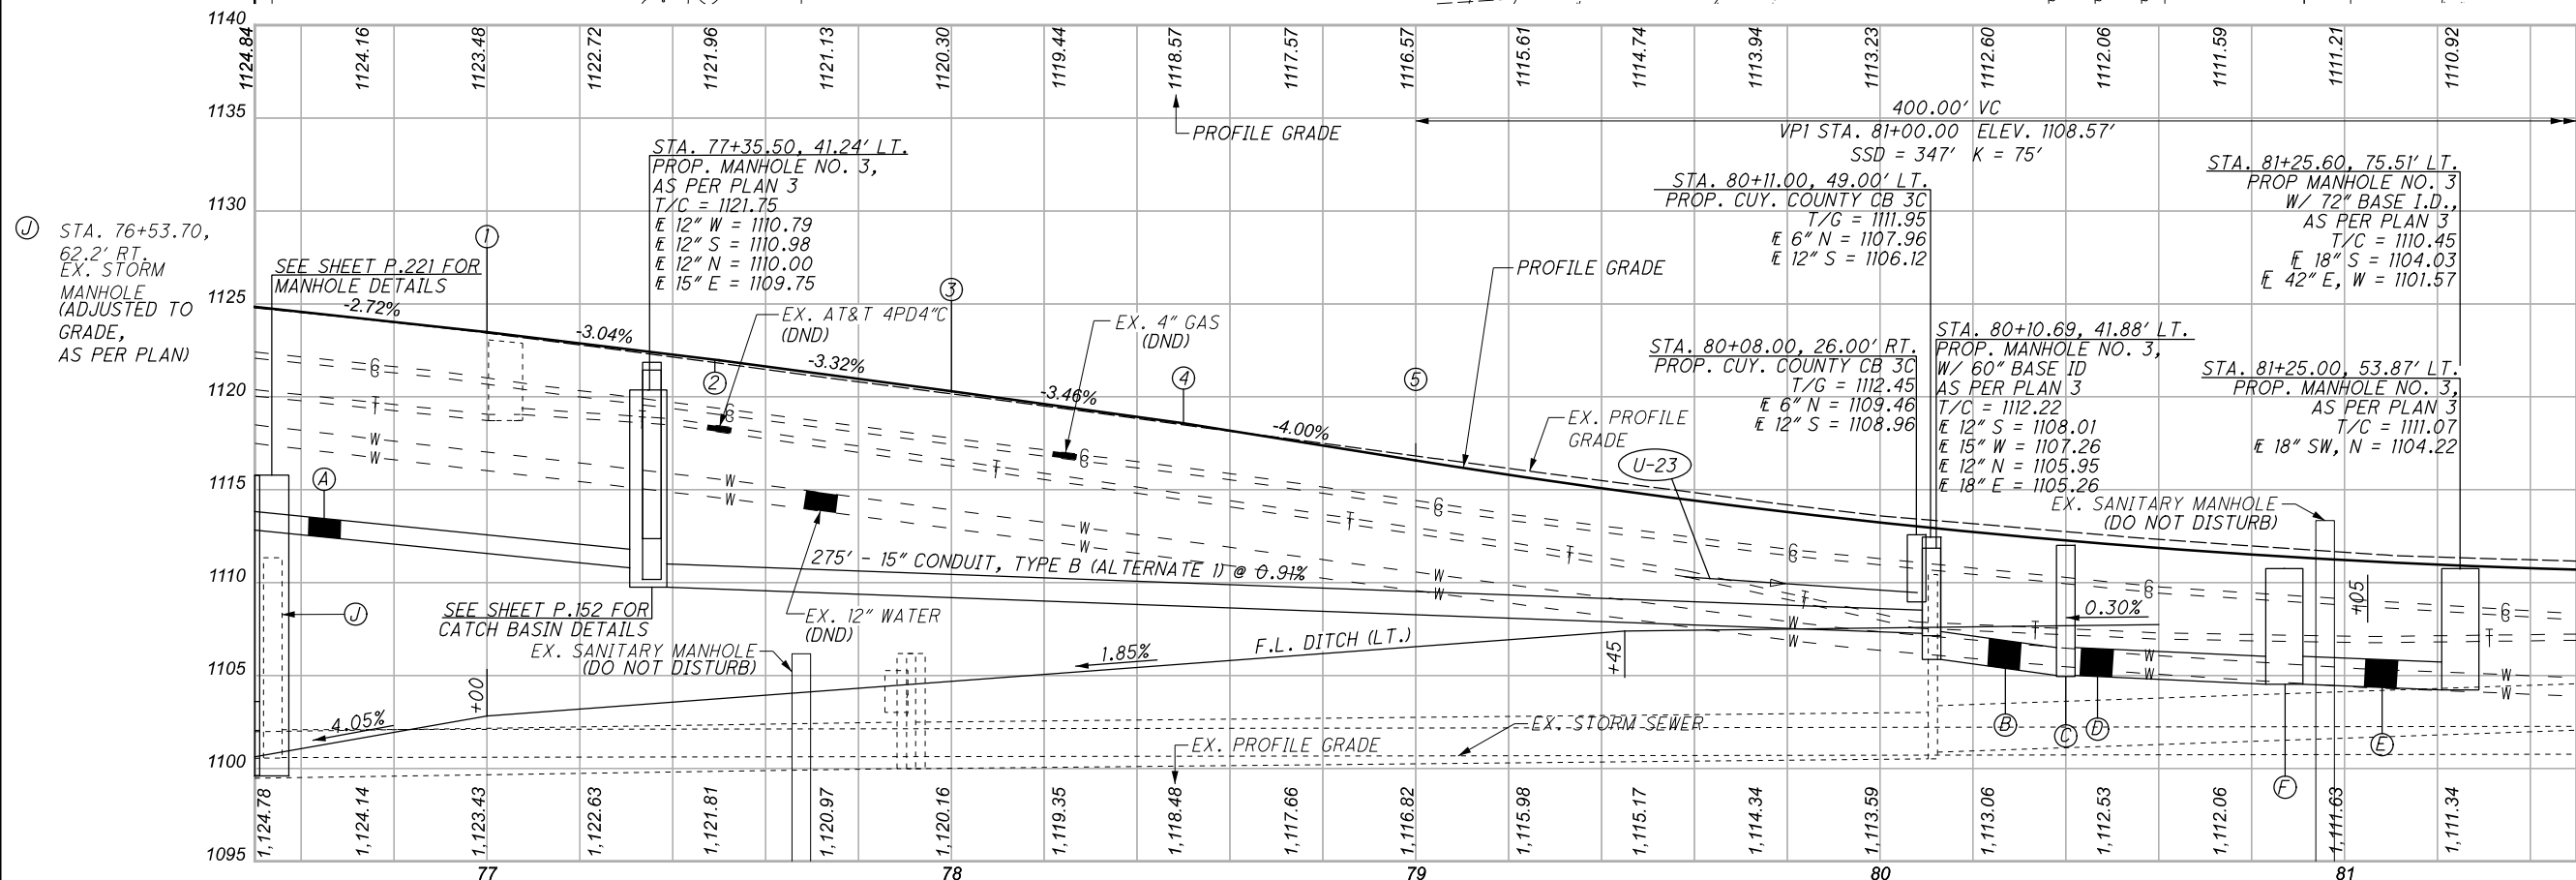 1140
1124.84
1124.16
1123.48
1122.72
1121.96
1121.13
1120.30
1119.44
1118.57
1117.57
1116.57
1115.61
1114.74
1113.94
1113.23
1112.60
1112.06
1111.59
1111.21
1110.92
1135
PROFILE GRADE
400.00' VC
VPI STA. 81+00.00 ELEV. 1108.57'
SSD = 347' K = 75'
STA. 77+35.50, 41.24' LT.
PROP. MANHOLE NO. 3,
AS PER PLAN 3
T/C = 1121.75
℄ 12" W = 1110.79
℄ 12" S = 1110.98
℄ 12" N = 1110.00
℄ 15" E = 1109.75
STA. 80+11.00, 49.00' LT.
PROP. CUY. COUNTY CB 3C
T/G = 1111.95
℄ 6" N = 1107.96
℄ 12" S = 1106.12
STA. 81+25.60, 75.51' LT.
PROP MANHOLE NO. 3
W/ 72" BASE I.D.,
AS PER PLAN 3
T/C = 1110.45
℄ 18" S = 1104.03
℄ 42" E, W = 1101.57
1130
J STA. 76+53.70,
62.2' RT.
EX. STORM
MANHOLE
(ADJUSTED TO
GRADE,
AS PER PLAN)
1
SEE SHEET P.221 FOR
MANHOLE DETAILS
3
PROFILE GRADE
1125
-2.72%
-3.04%
-3.32%
-3.46%
-4.00%
EX. AT&T 4PD4"C
(DND)
EX. 4" GAS
(DND)
STA. 80+08.00, 26.00' RT.
PROP. CUY. COUNTY CB 3C
T/G = 1112.45
℄ 6" N = 1109.46
℄ 12" S = 1108.96
STA. 80+10.69, 41.88' LT.
PROP. MANHOLE NO. 3,
W/ 60" BASE ID
AS PER PLAN 3
T/C = 1112.22
℄ 12" S = 1108.01
℄ 15" W = 1107.26
℄ 12" N = 1105.95
℄ 18" E = 1105.26
STA. 81+25.00, 53.87' LT.
PROP. MANHOLE NO. 3,
AS PER PLAN 3
T/C = 1111.07
℄ 18" SW, N = 1104.22
1120
2
4
5
G
G
T
W
W
EX. PROFILE
GRADE
U-23
1115
A
G
G
T
W
W
G
G
T
W
W
EX. SANITARY MANHOLE
(DO NOT DISTURB)
1110
275' - 15" CONDUIT, TYPE B (ALTERNATE 1) @ 0.91%
G
G
T
W
W
G
G
T
W
W
T
T
G
G
T
W
W
G
G
T
W
W
J
SEE SHEET P.152 FOR
CATCH BASIN DETAILS
EX. 12" WATER
(DND)
+05
0.30%
EX. SANITARY MANHOLE
(DO NOT DISTURB)
1105
1.85%
F.L. DITCH (LT.)
+45
+00
4.05%
EX. STORM SEWER
B
C
D
E
F
1100
EX. PROFILE GRADE
1,124.78
1,124.14
1,123.43
1,122.63
1,121.81
1,120.97
1,120.16
1,119.35
1,118.48
1,117.66
1,116.82
1,115.98
1,115.17
1,114.34
1,113.59
1,113.06
1,112.53
1,112.06
1,111.63
1,111.34
1095
77
78
79
80
81